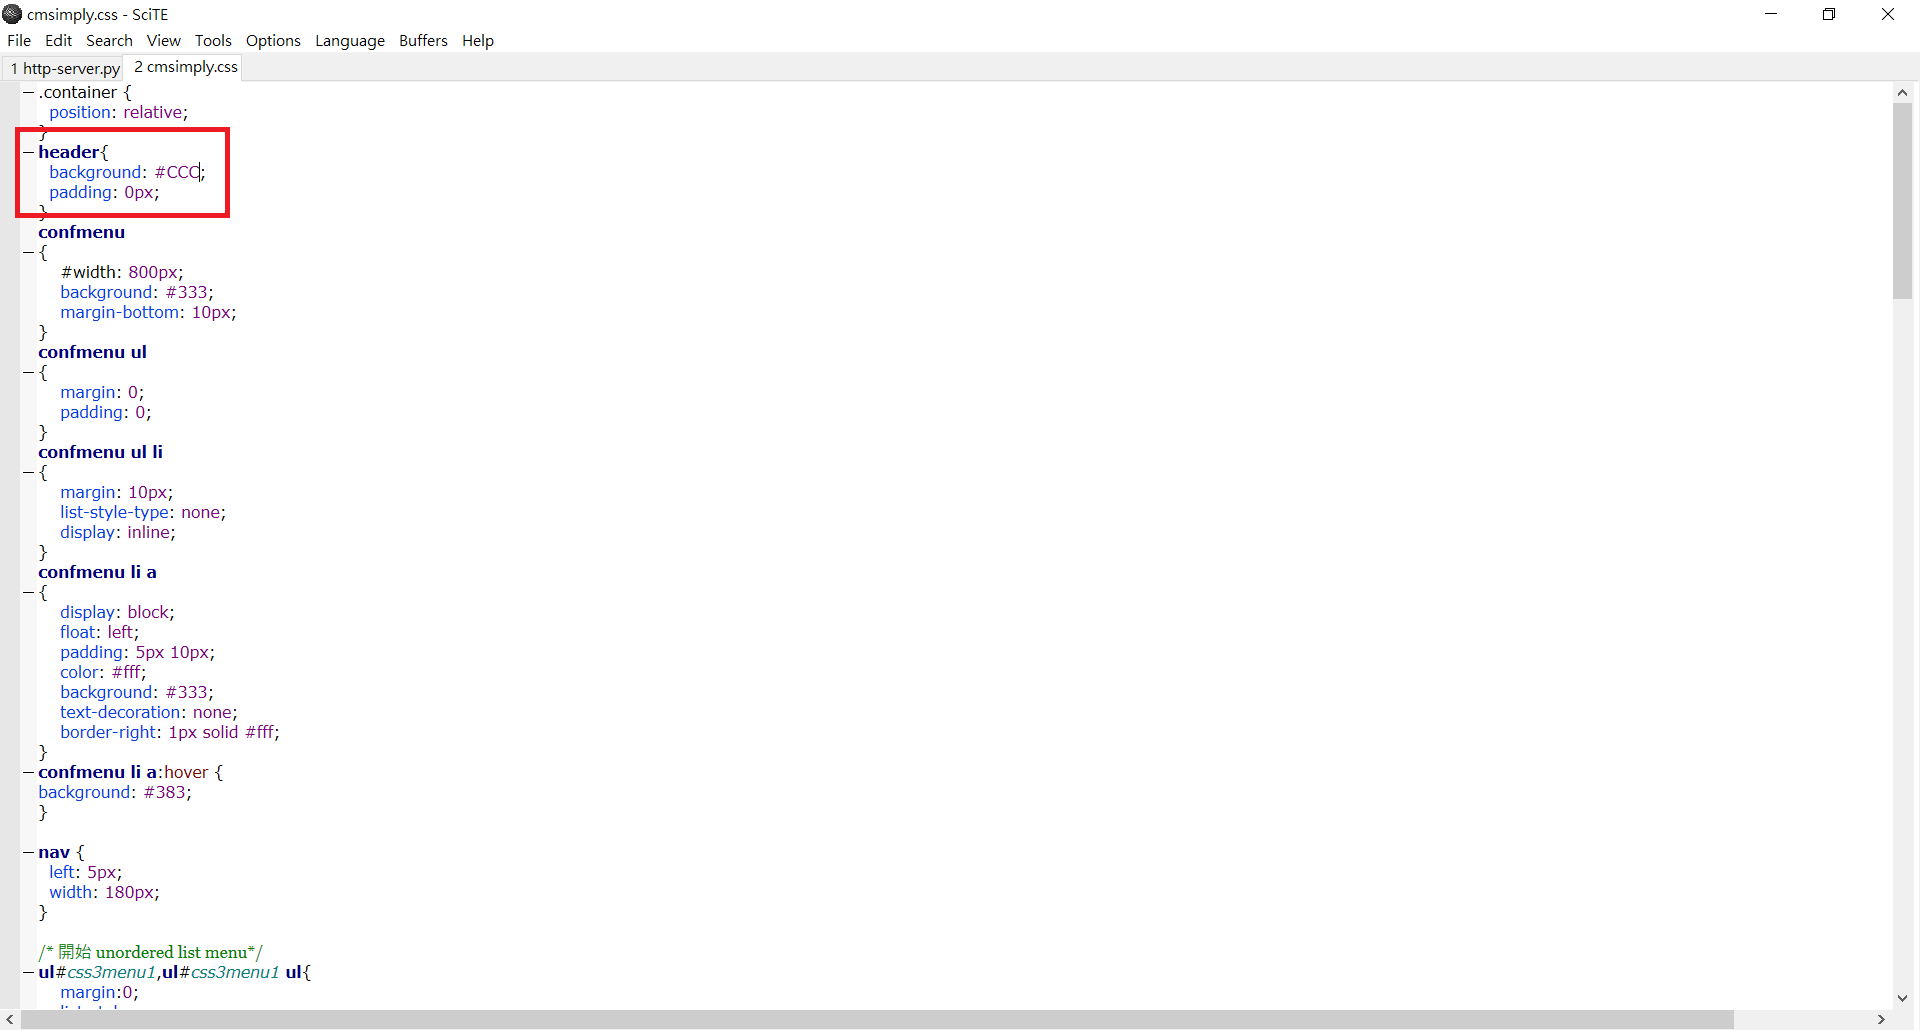 cmsimply.css - SciTE
File Edit Search View Tools Options Language Buffers Help
1 http-server.py 2 cmsimply.css
.container {
position: relative;
}
header{
background: #CCC;
padding: 0px;
}
confmenu
{
#width: 800px;
background: #333;
margin-bottom: 10px;
}
confmenu ul
{
margin: 0;
padding: 0;
}
confmenu ul li
{
margin: 10px;
list-style-type: none;
display: inline;
}
confmenu li a
{
display: block;
float: left;
padding: 5px 10px;
color: #fff;
background: #333;
text-decoration: none;
border-right: 1px solid #fff;
}
confmenu li a:hover {
background: #383;
}
nav {
left: 5px;
width: 180px;
}
/* 開始 unordered list menu*/
ul#css3menu1,ul#css3menu1 ul{
margin:0;